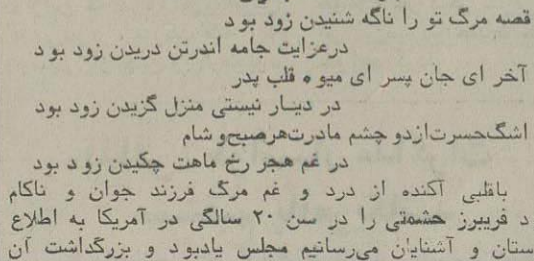 قصه مرگ تو را ناگه شنیدن زود بود
درعزایت جامه اندرتن دریدن زود بود
آخر ای جان پسر ای میوه قلب پدر
در دیار نیستی منزل گزیدن زود بود
اشگ‌حسرت‌ازدو چشم مادرت‌هرصبح‌و شام
در غم هجر رخ ماهت چکیدن زود بود
باقلبی آکنده از درد و غم مرگ فرزند جوان و ناکام
د فریبرز حشمتی را در سن ۲۰ سالگی در آمریکا به اطلاع
ستان و آشنایان می‌رسانیم مجلس یادبود و بزرگداشت آن